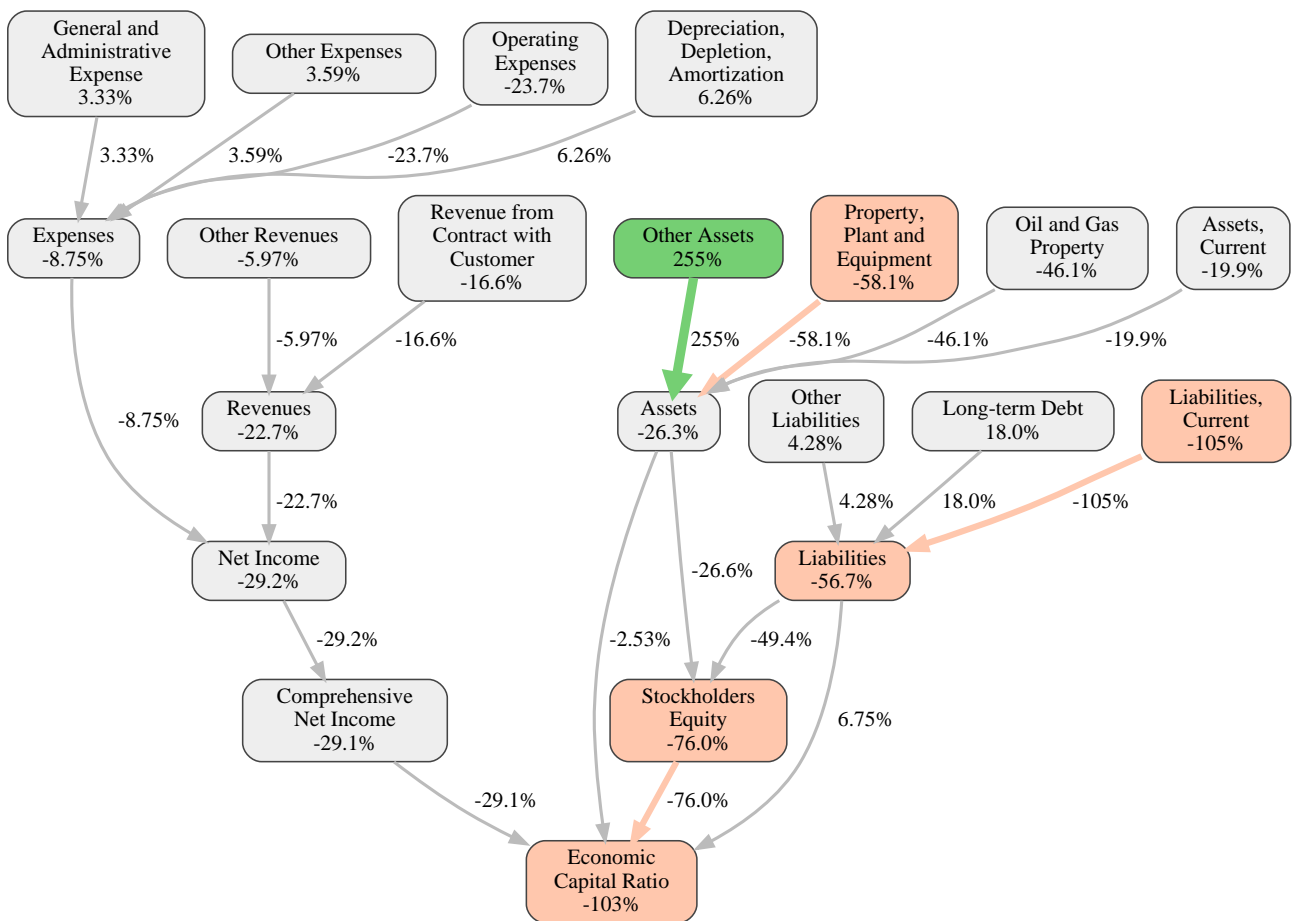 General and
Administrative
Expense
3.33%
Other Expenses
3.59%
Operating
Expenses
-23.7%
Depreciation,
Depletion,
Amortization
6.26%
3.33%
3.59%
-23.7%
6.26%
Expenses
-8.75%
Other Revenues
-5.97%
Revenue from
Contract with
Customer
-16.6%
Other Assets
255%
Property,
Plant and
Equipment
-58.1%
Oil and Gas
Property
-46.1%
Assets,
Current
-19.9%
-5.97%
-16.6%
255%
-58.1%
-46.1%
-19.9%
-8.75%
Revenues
-22.7%
Assets
-26.3%
Other
Liabilities
4.28%
Long-term Debt
18.0%
Liabilities,
Current
-105%
-22.7%
4.28%
18.0%
-105%
Net Income
-29.2%
-26.6%
Liabilities
-56.7%
-29.2%
-2.53%
-49.4%
Comprehensive
Net Income
-29.1%
Stockholders
Equity
-76.0%
6.75%
-29.1%
-76.0%
Economic
Capital Ratio
-103%